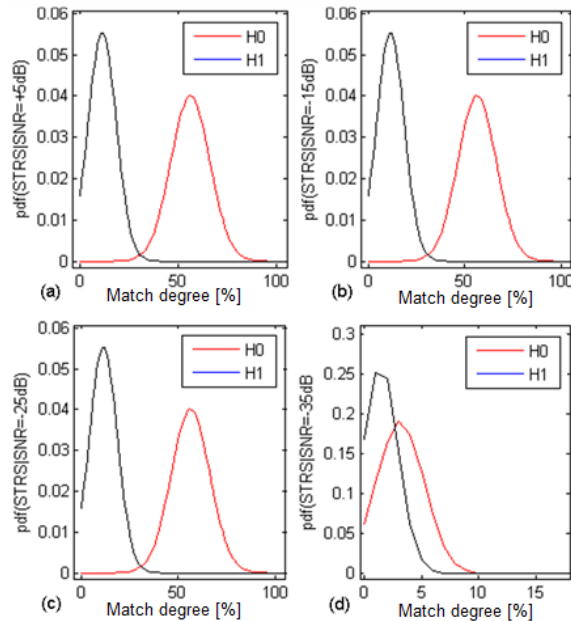 0.06
0.05
0.04
0.03
0.02
0.01
0
pdf(STRS|SNR=+5dB)
H0
H1
0 50 100
(a) Match degree [%]
0.06
0.05
0.04
0.03
0.02
0.01
0
pdf(STRS|SNR=-15dB)
H0
H1
0 50 100
(b) Match degree [%]
0.06
0.05
0.04
0.03
0.02
0.01
0
pdf(STRS|SNR=-25dB)
H0
H1
0 50 100
(c) Match degree [%]
0.3
0.25
0.2
0.15
0.1
0.05
0
pdf(STRS|SNR=-35dB)
H0
H1
0 5 10 15
(d) Match degree [%]